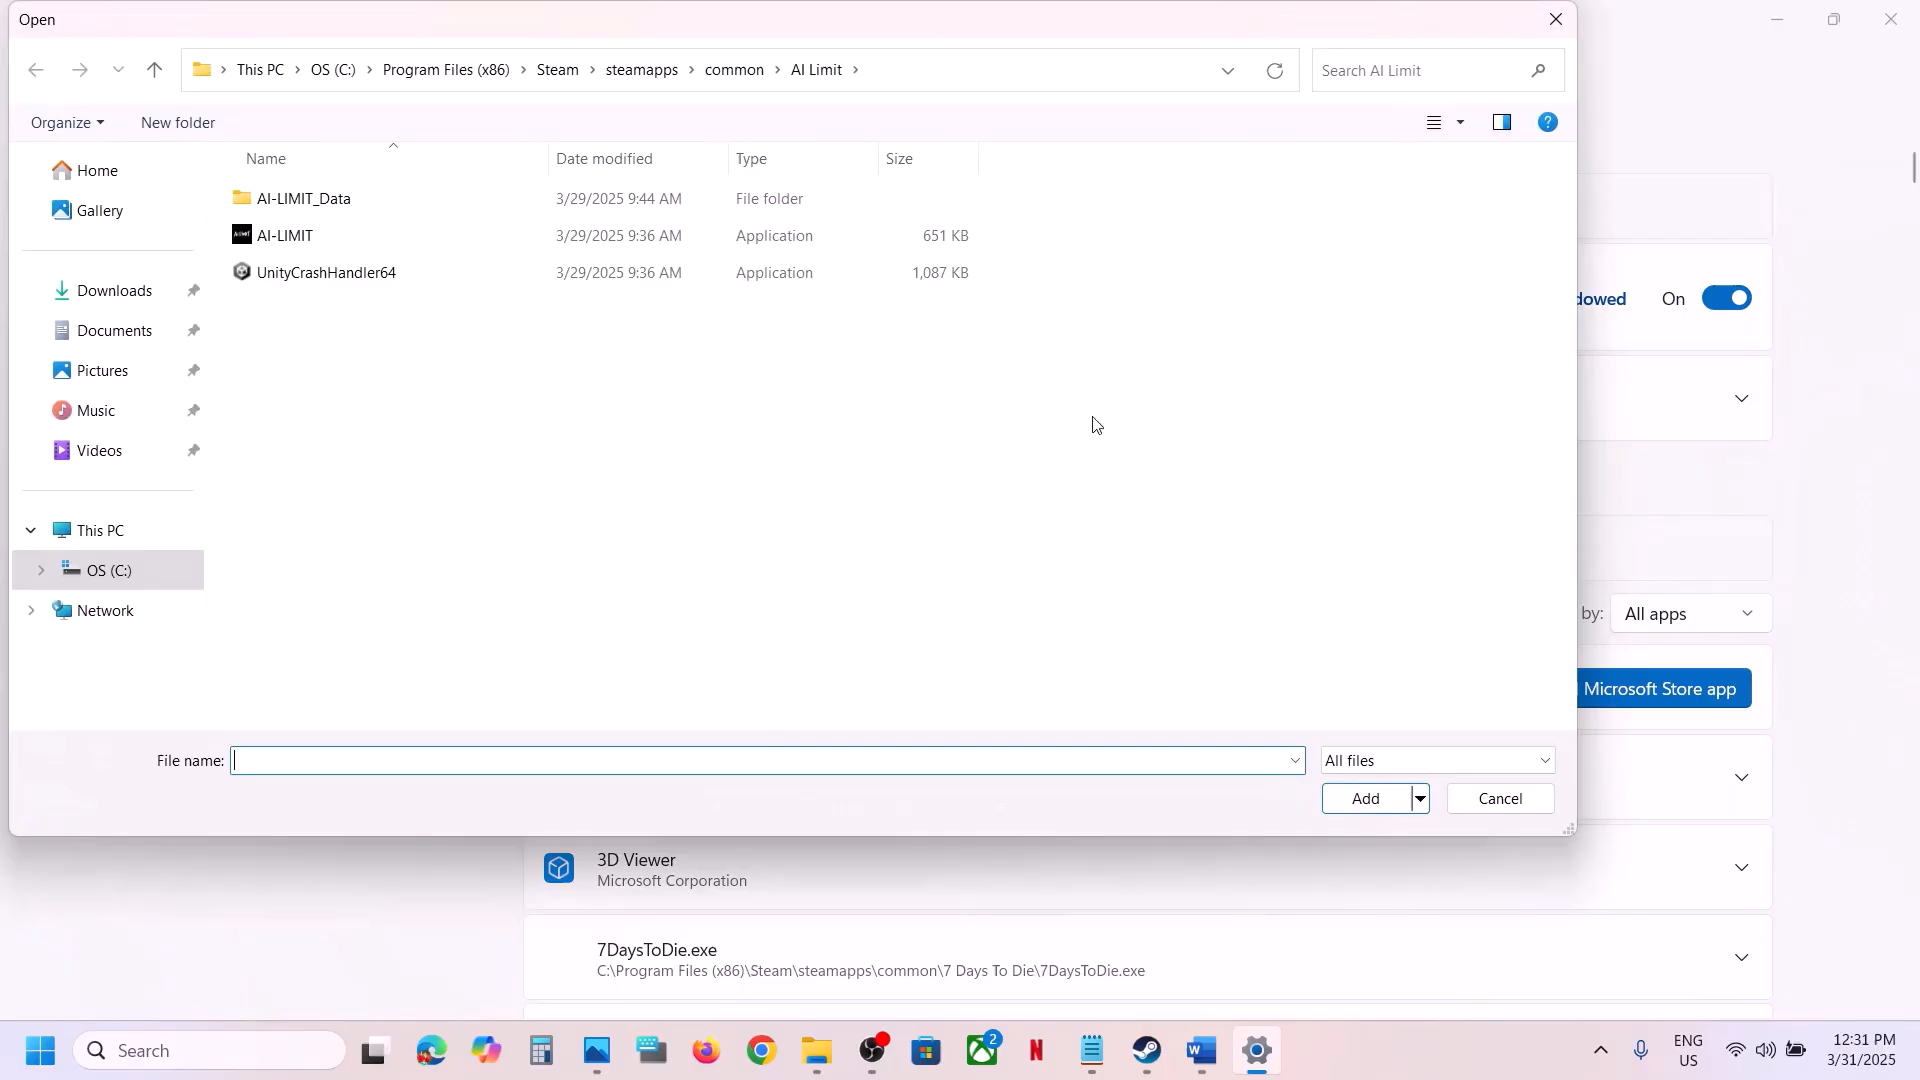 Open
This PC
OS (C:)
Program Files (x86)
Steam
steamapps
common
AI Limit
Search AI Limit
Organize
New folder
Name
Date modified
Type
Size
AI-LIMIT_Data
3/29/2025 9:44 AM
File folder
AI-LIMIT
3/29/2025 9:36 AM
Application
651 KB
UnityCrashHandler64
3/29/2025 9:36 AM
Application
1,087 KB
Home
Gallery
Downloads
Documents
Pictures
Music
Videos
This PC
OS (C:)
Network
On
by:
All apps
Microsoft Store app
File name:
All files
Add
Cancel
3D Viewer
Microsoft Corporation
7DaysToDie.exe
C:\Program Files (x86)\Steam\steamapps\common\7 Days To Die\7DaysToDie.exe
Search
2
ENG
US
12:31 PM
3/31/2025